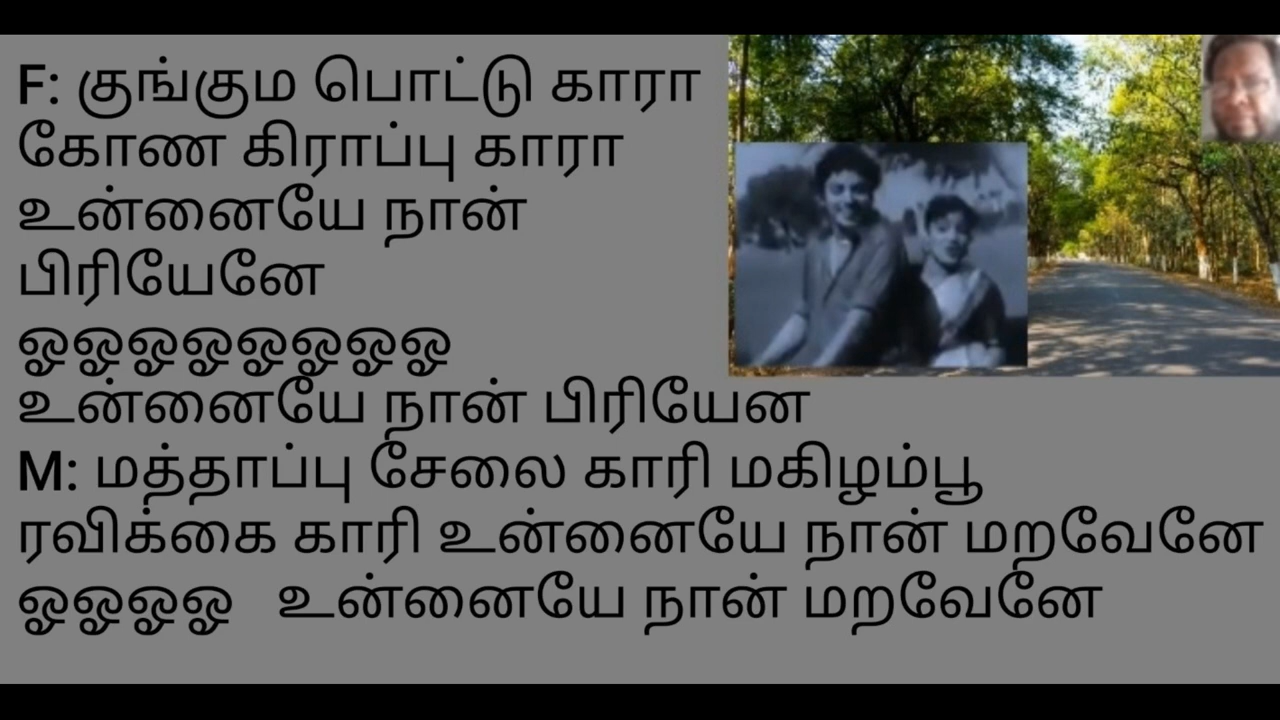 F: குங்கும பொட்டு காரா
கோண கிராப்பு காரா
உன்னையே நான்
பிரியேனே
ஓஓஓஓஓஓஓஓ
உன்னையே நான் பிரியேன
M: மத்தாப்பு சேலை காரி மகிழம்பூ
ரவிக்கை காரி உன்னையே நான் மறவேனே
ஓஓஓஓ உன்னையே நான் மறவேனே